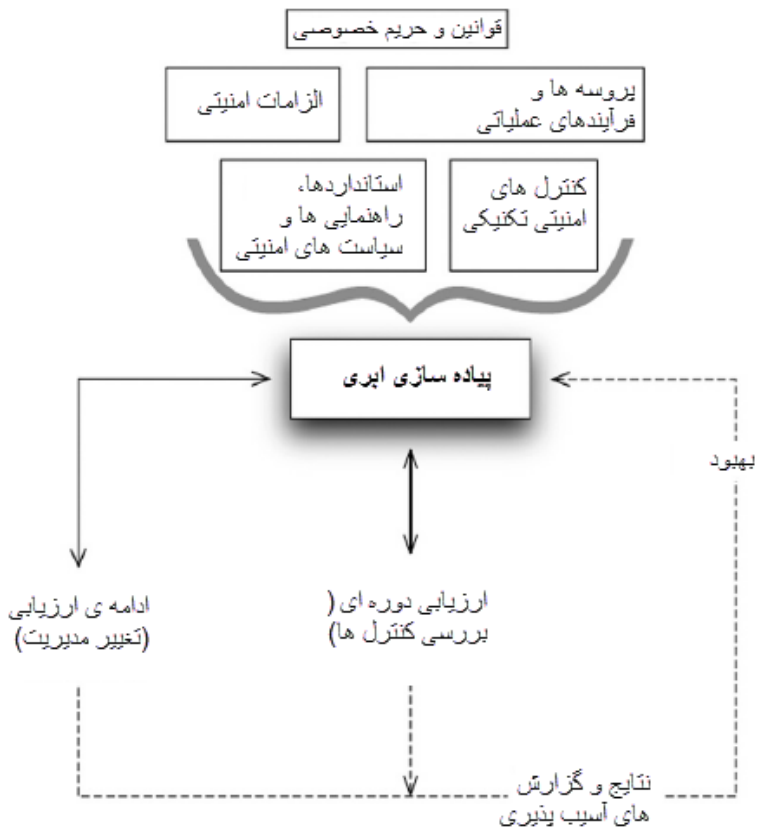 قوانین و حریم خصوصی
پروسه ها و
فرآیندهای عملیاتی
الزامات امنیتی
کنترل های
امنیتی تکنیکی
استانداردها،
راهنمایی ها و
سیاست های امنیتی
پیاده سازی ابری
بهبود
ارزیابی دوره ای (
بررسی کنترل ها)
ادامه ی ارزیابی
(تغییر مدیریت)
نتایج و گزارش
های آسیب پذیری